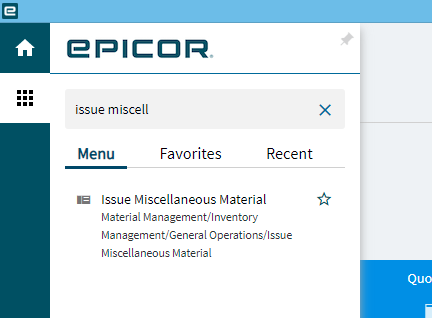 EPICOR
issue miscell
Menu Favorites Recent
Issue Miscellaneous Material
Material Management/Inventory
Management/General Operations/Issue
Miscellaneous Material
Quo